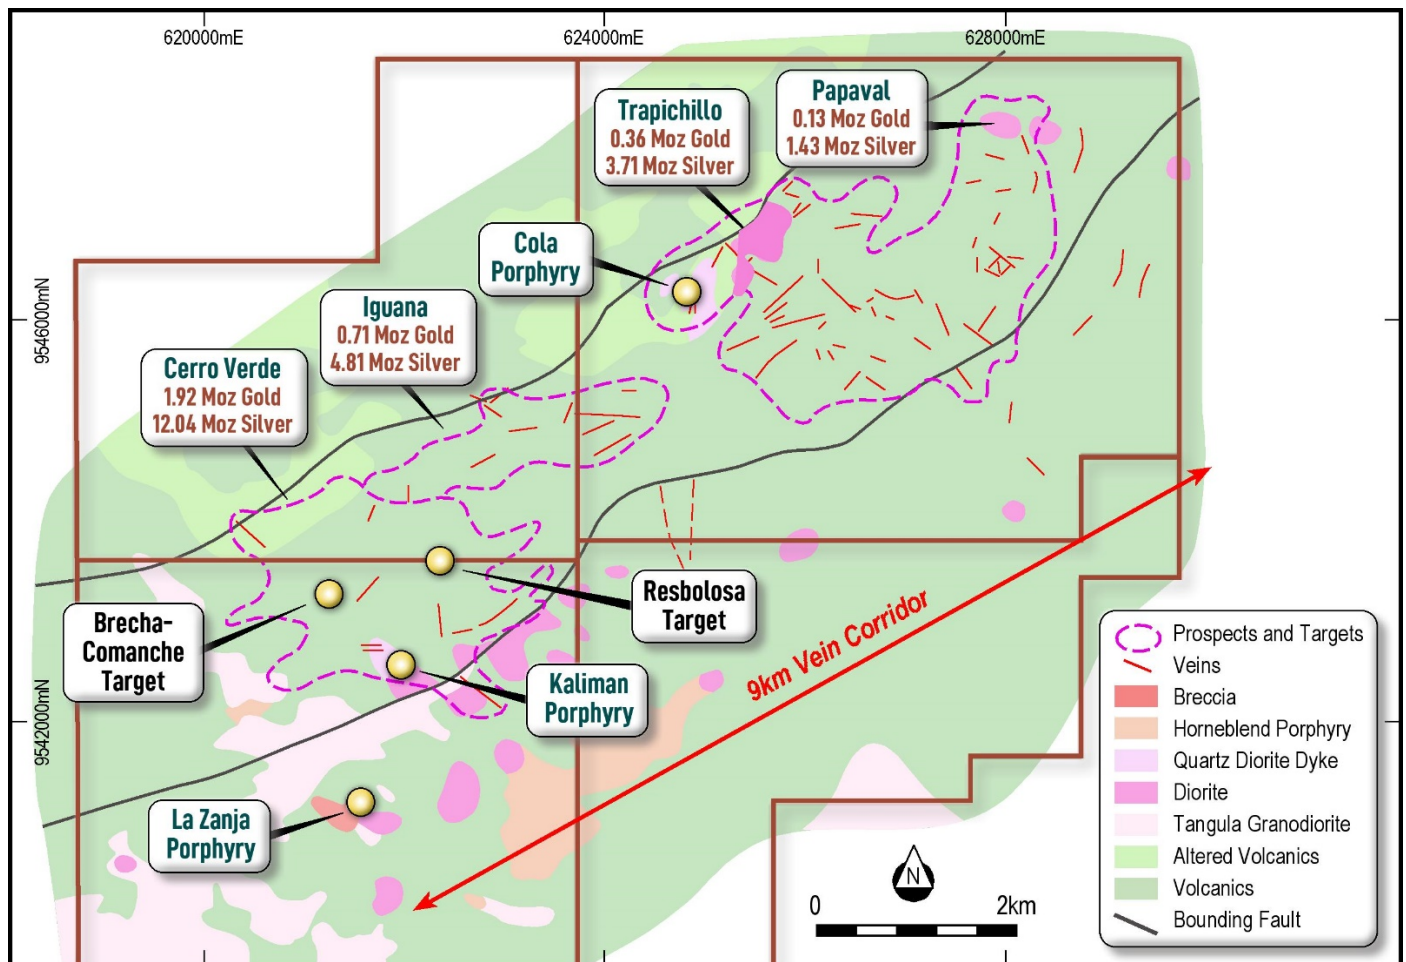 620000mE
624000mE
628000mE
9546000mN
9542000mN
Papaval
0.13 Moz Gold
1.43 Moz Silver
Trapichillo
0.36 Moz Gold
3.71 Moz Silver
Cola
Porphyry
Iguana
0.71 Moz Gold
4.81 Moz Silver
Cerro Verde
1.92 Moz Gold
12.04 Moz Silver
Resbolosa
Target
Brecha-
Comanche
Target
Kaliman
Porphyry
La Zanja
Porphyry
9km Vein Corridor
N
0 2km
Prospects and Targets
Veins
Breccia
Horneblend Porphyry
Quartz Diorite Dyke
Diorite
Tangula Granodiorite
Altered Volcanics
Volcanics
Bounding Fault